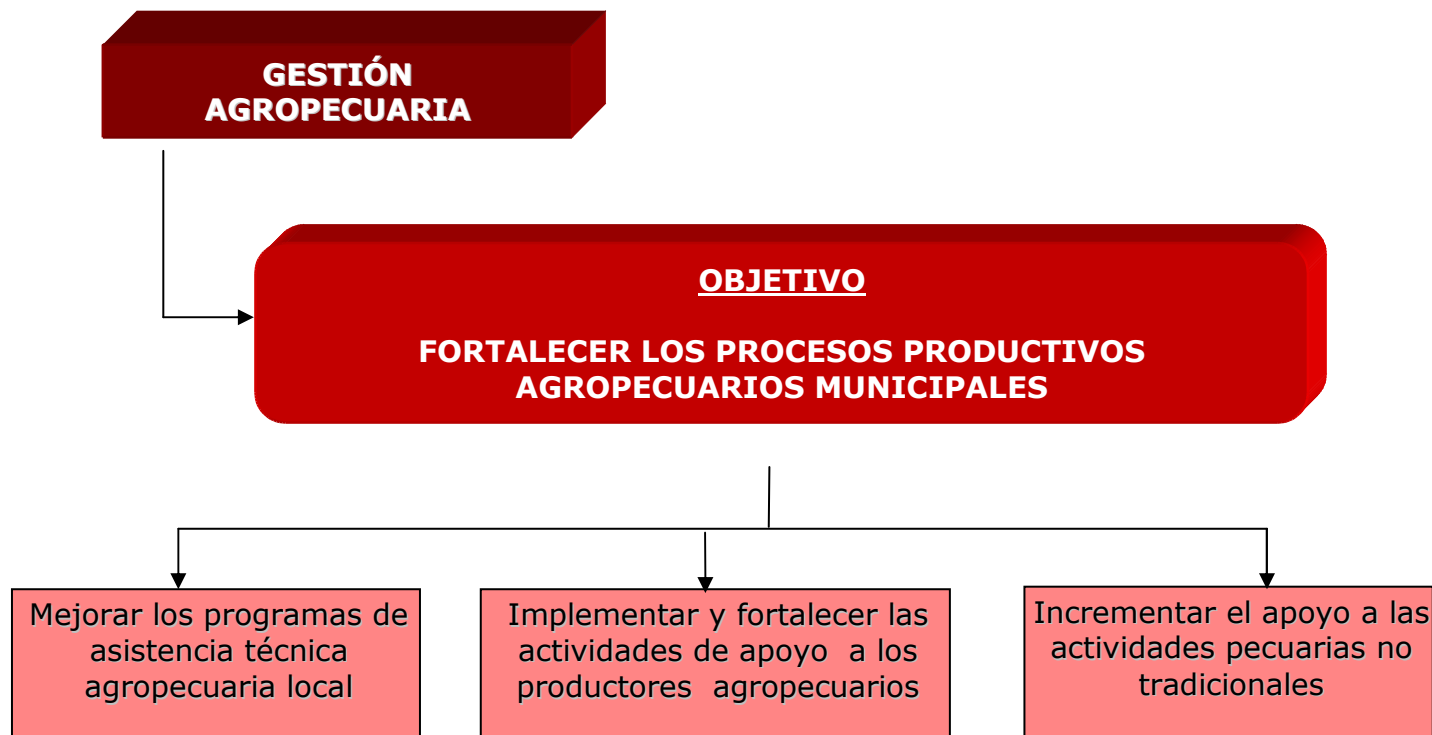 GESTIÓN
AGROPECUARIA
OBJETIVO
FORTALECER LOS PROCESOS PRODUCTIVOS
AGROPECUARIOS MUNICIPALES
Mejorar los programas de
asistencia técnica
agropecuaria local
Implementar y fortalecer las
actividades de apoyo a los
productores agropecuarios
Incrementar el apoyo a las
actividades pecuarias no
tradicionales